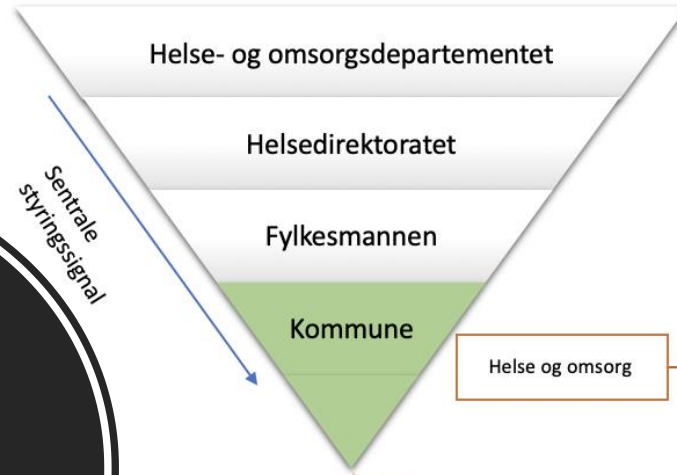 Helse- og omsorgsdepartementet
Helsedirektoratet
Sentrale
styringssignal
Fylkesmannen
Kommune
Helse og omsorg